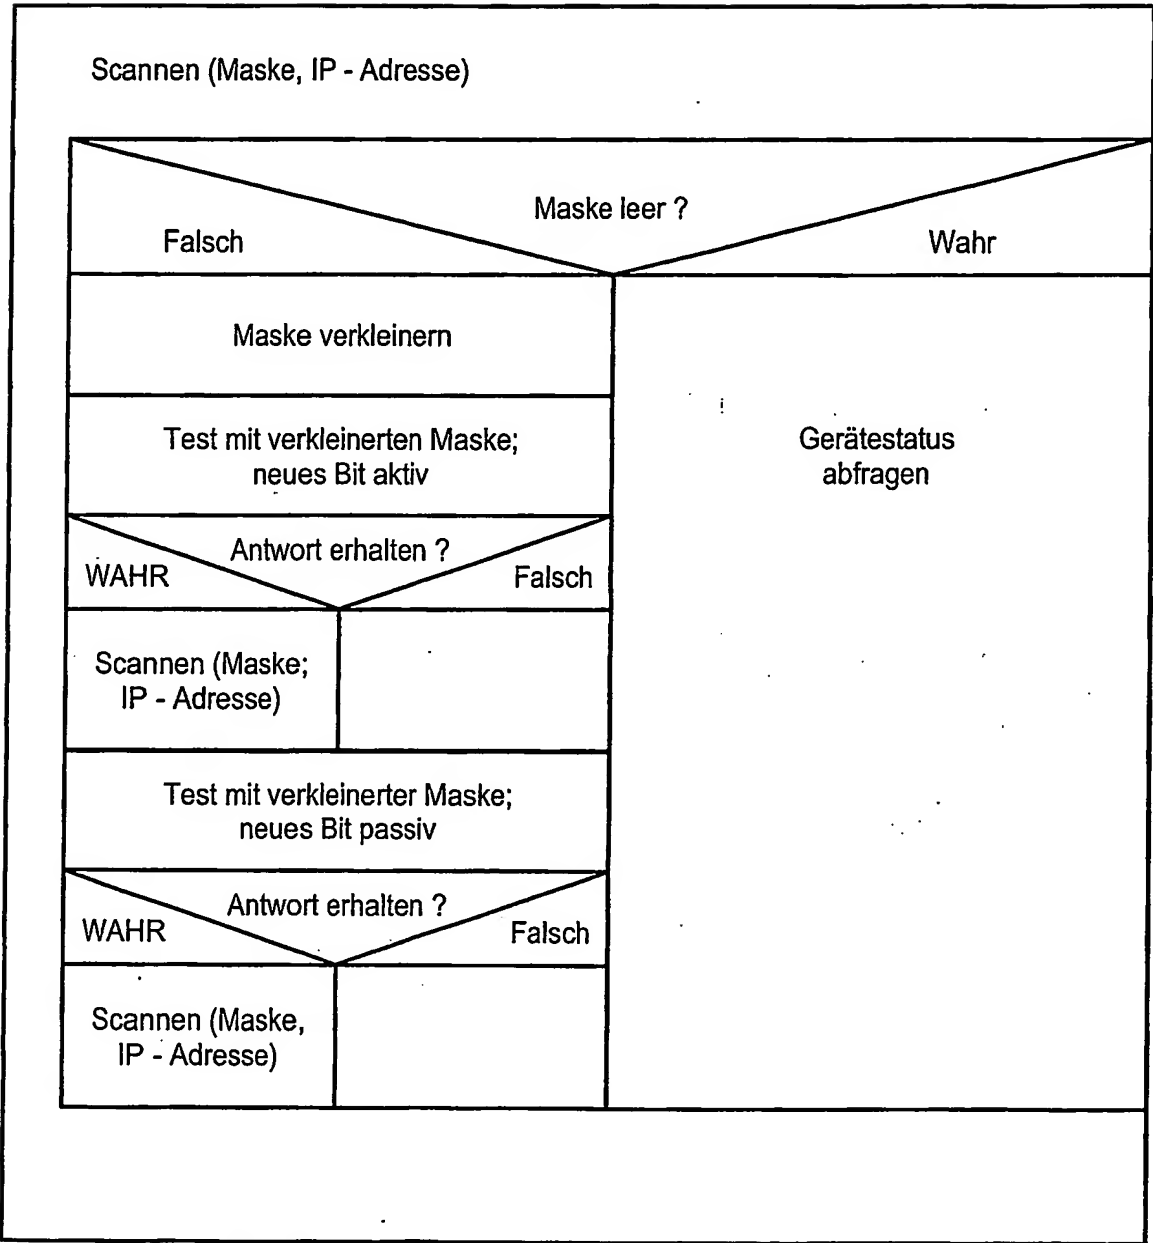 Scannen (Maske, IP - Adresse)
Maske leer ?
Falsch
Wahr
Maske verkleinern
Test mit verkleinerten Maske;
neues Bit aktiv
Gerätestatus
abfragen
Antwort erhalten ?
WAHR
Falsch
Scannen (Maske;
IP - Adresse)
Test mit verkleinerter Maske;
neues Bit passiv
Antwort erhalten ?
WAHR
Falsch
Scannen (Maske,
IP - Adresse)